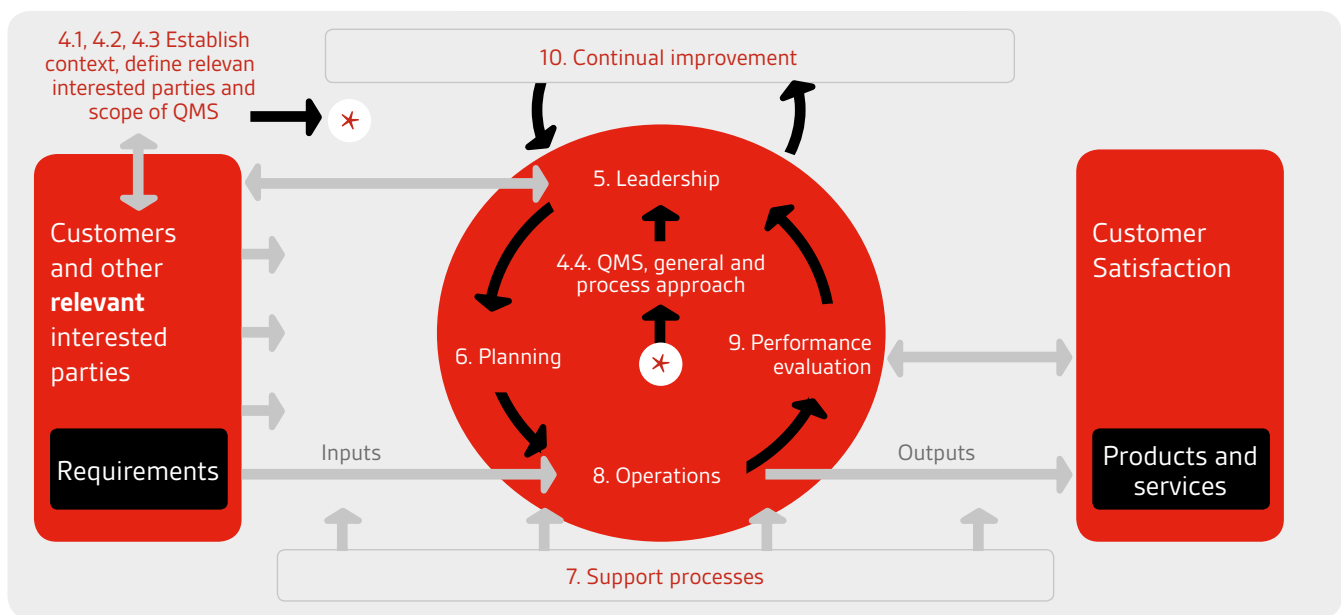 4.1, 4.2, 4.3 Establish
context, define relevan
interested parties and
scope of QMS
10. Continual improvement
5. Leadership
Customers
and other
relevant
interested
parties
4.4. QMS, general and
process approach
Customer
Satisfaction
6. Planning
9. Performance
evaluation
Requirements
Inputs
8. Operations
Outputs
Products and
services
7. Support processes